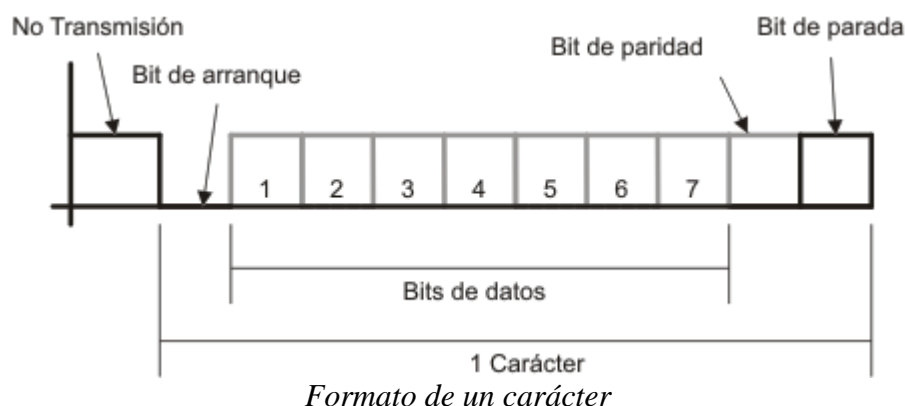 No Transmisión
Bit de arranque
Bit de paridad
Bit de parada
1 2 3 4 5 6 7
Bits de datos
1 Carácter
Formato de un carácter